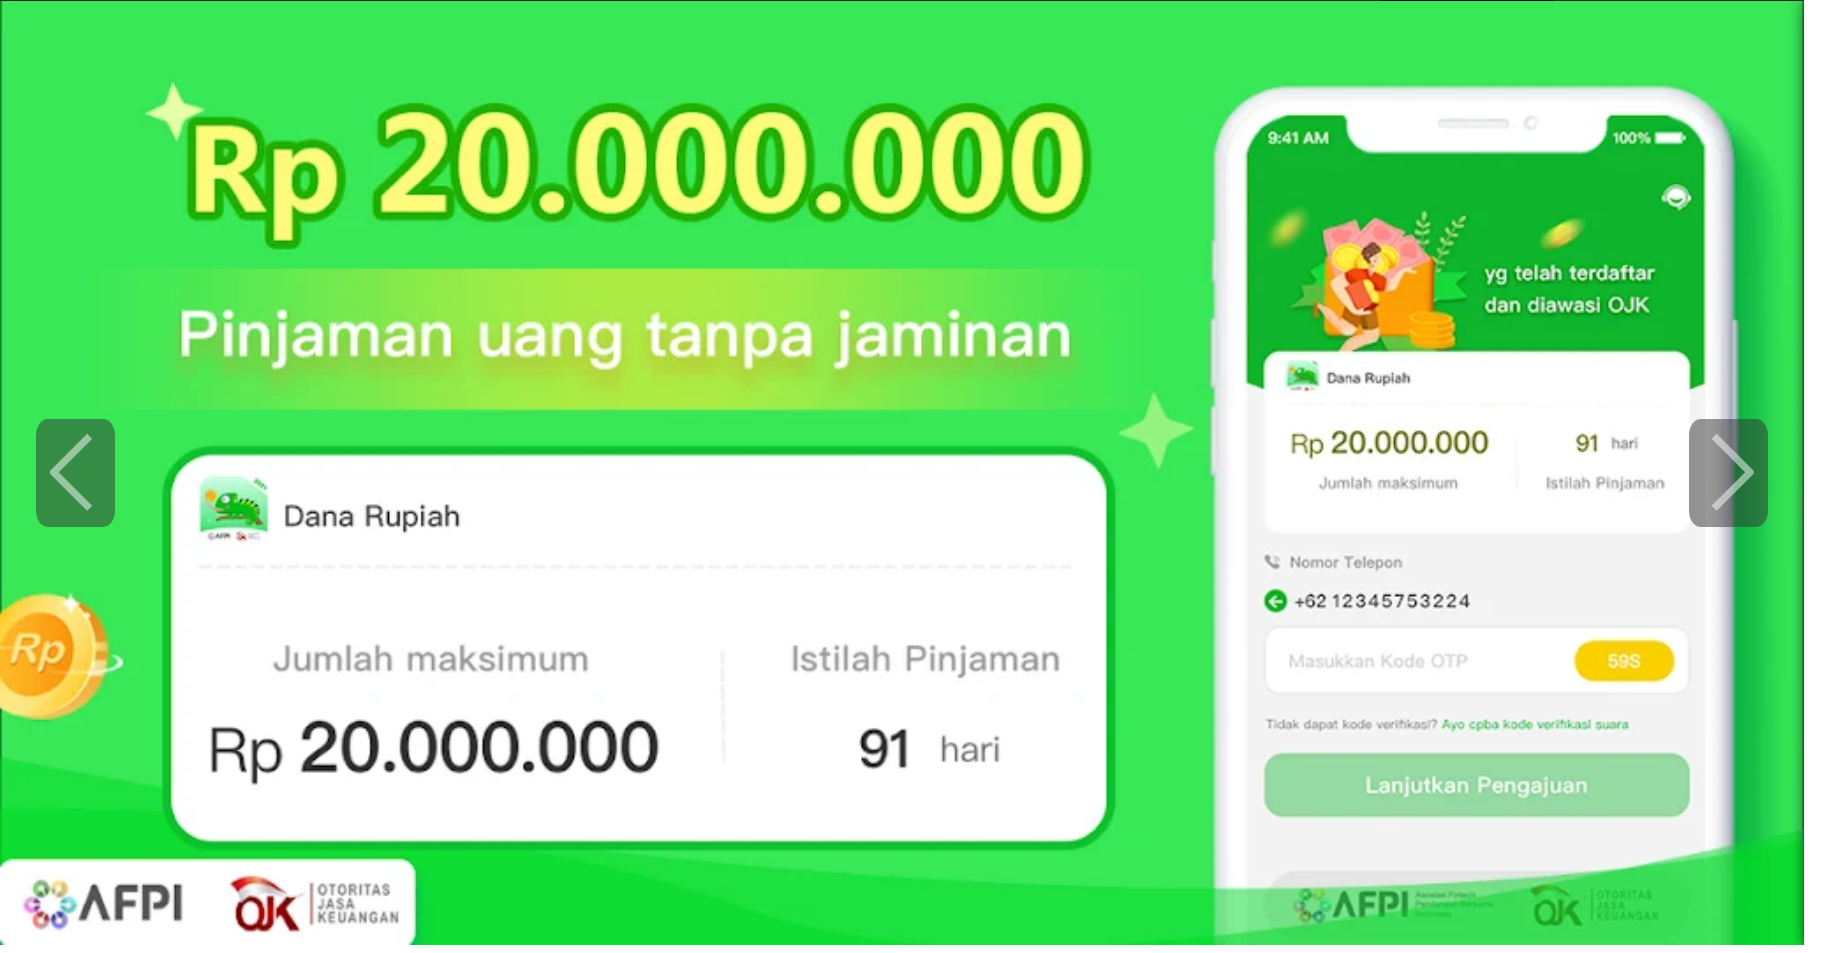 Rp 20.000.000
Pinjaman uang tanpa jaminan
Dana Rupiah
Jumlah maksimum
Istilah Pinjaman
Rp 20.000.000
91 hari
Rp
AFPI
OJK
OTORITAS
JASA
KEUANGAN
9:41 AM
100%
yg telah terdaftar
dan diawasi OJK
Dana Rupiah
Rp 20.000.000
91 hari
Jumlah maksimum
Istilah Pinjaman
Nomor Telepon
+62 12345753224
Masukkan Kode OTP
59S
Tidak dapat kode verifikasi? Ayo cpba kode verifikasi suara
Lanjutkan Pengajuan
AFPI
OJK
OTORITAS
JASA
KEUANGAN